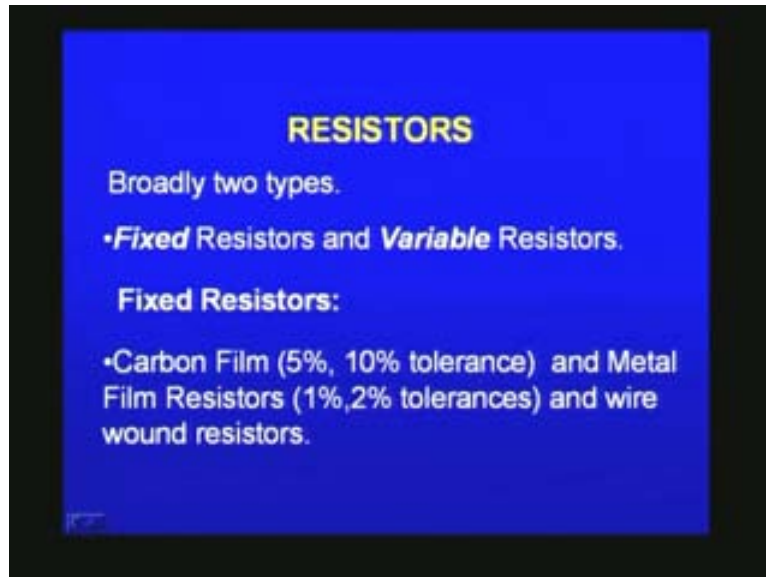 RESISTORS
Broadly two types.
•Fixed Resistors and Variable Resistors.
Fixed Resistors:
•Carbon Film (5%, 10% tolerance) and Metal
Film Resistors (1%,2% tolerances) and wire
wound resistors.